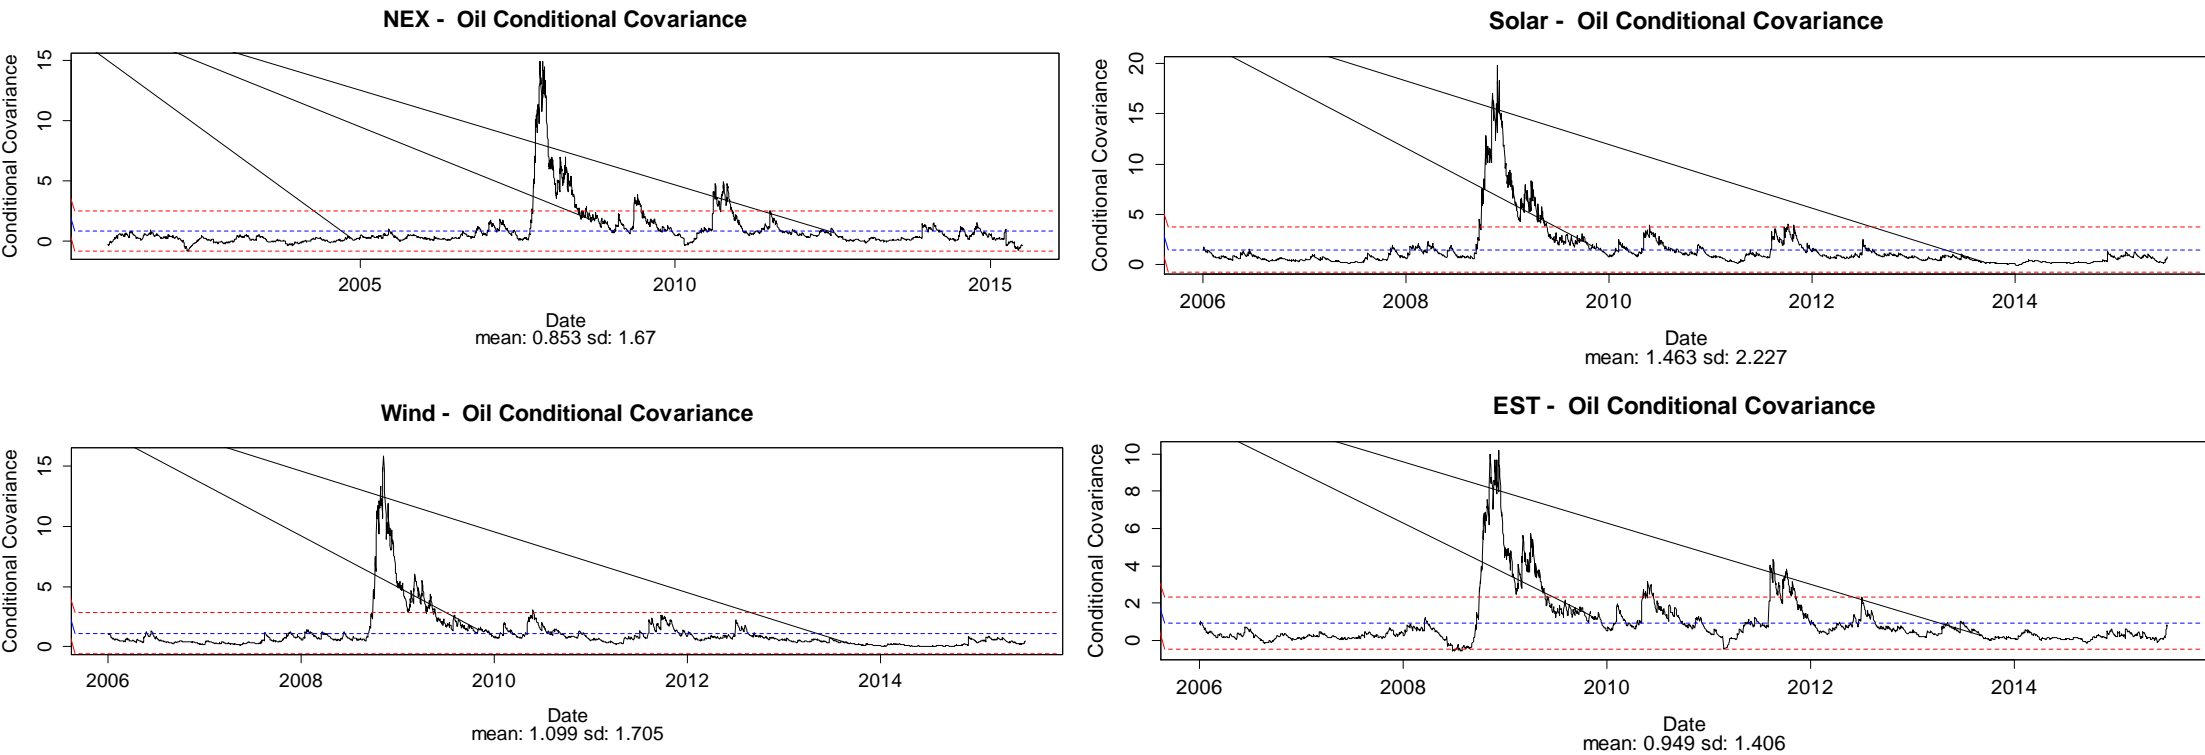 NEX -  Oil Conditional Covariance
Conditional Covariance
15
10
5
0
2005 2010 2015
Date
mean: 0.853 sd: 1.67
Solar -  Oil Conditional Covariance
Conditional Covariance
20
15
10
5
0
2006 2008 2010 2012 2014
Date
mean: 1.463 sd: 2.227
Wind -  Oil Conditional Covariance
Conditional Covariance
15
10
5
0
2006 2008 2010 2012 2014
Date
mean: 1.099 sd: 1.705
EST -  Oil Conditional Covariance
Conditional Covariance
10
8
6
4
2
0
2006 2008 2010 2012 2014
Date
mean: 0.949 sd: 1.406